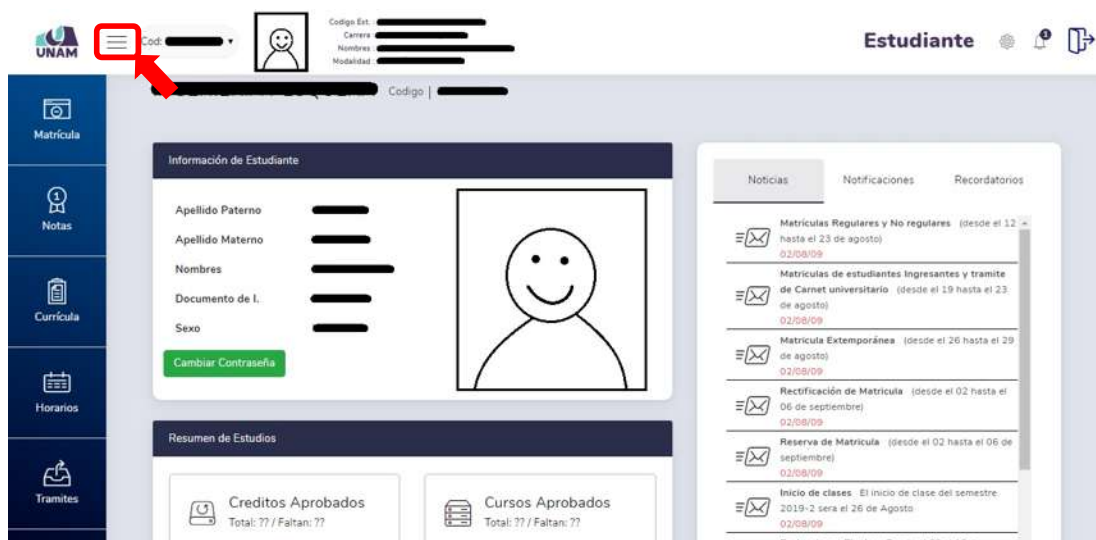 UNAM
Cod:
Codigo Est. :
Carrera :
Nombres :
Modalidad :
Estudiante
Codigo |
Matrícula
Notas
Currícula
Horarios
Tramites
Información de Estudiante
Apellido Paterno
Apellido Materno
Nombres
Documento de I.
Sexo
Cambiar Contraseña
Resumen de Estudios
Creditos Aprobados
Total: ?? / Faltan: ??
Cursos Aprobados
Total: ?? / Faltan: ??
Noticias
Notificaciones
Recordatorios
Matrículas Regulares y No regulares (desde el 12
hasta el 23 de agosto)
02/08/09
Matriculas de estudiantes Ingresantes y tramite
de Carnet universitario (desde el 19 hasta el 23
de agosto)
02/08/09
Matricula Extemporánea (desde el 26 hasta el 29
de agosto)
02/08/09
Rectificación de Matricula (desde el 02 hasta el
06 de septiembre)
02/08/09
Reserva de Matricula (desde el 02 hasta el 06 de
septiembre)
02/08/09
Inicio de clases El inicio de clase del semestre
2019-2 sera el 26 de Agosto
02/08/09